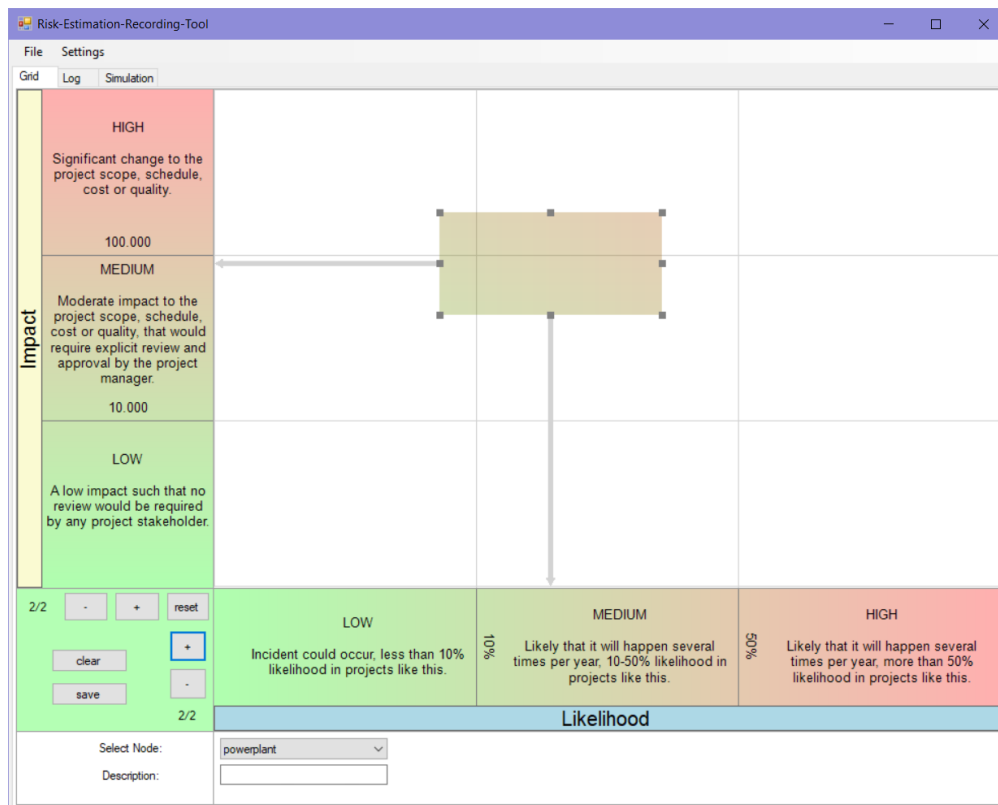 Risk-Estimation-Recording-Tool
File Settings
Grid Log Simulation
Impact
HIGH
Significant change to the
project scope, schedule,
cost or quality.
100.000
MEDIUM
Moderate impact to the
project scope, schedule,
cost or quality, that would
require explicit review and
approval by the project
manager.
10.000
LOW
A low impact such that no
review would be required
by any project stakeholder.
2/2 - + reset
+
clear
-
save
2/2
LOW
Incident could occur, less than 10%
likelihood in projects like this.
10%
MEDIUM
Likely that it will happen several
times per year, 10-50% likelihood in
projects like this.
50%
HIGH
Likely that it will happen several
times per year, more than 50%
likelihood in projects like this.
Likelihood
Select Node: powerplant
Description: